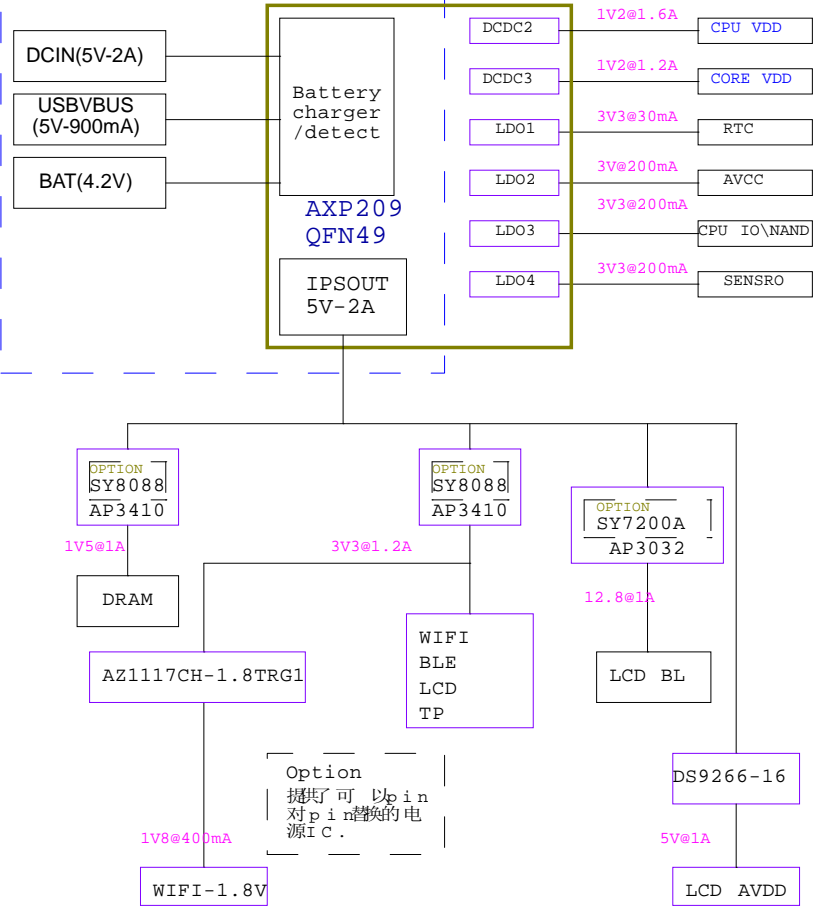 DCIN(5V-2A)
USBVBUS
(5V-900mA)
BAT(4.2V)
Battery
charger
/detect
AXP209
QFN49
IPSOUT
5V-2A
DCDC2
1V2@1.6A
CPU VDD
DCDC3
1V2@1.2A
CORE VDD
LDO1
3V3@30mA
RTC
LDO2
3V@200mA
AVCC
LDO3
3V3@200mA
CPU IO\NAND
LDO4
3V3@200mA
SENSRO
OPTION
SY8088
AP3410
1V5@1A
DRAM
OPTION
SY8088
AP3410
3V3@1.2A
WIFI
BLE
LCD
TP
AZ1117CH-1.8TRG1
1V8@400mA
WIFI-1.8V
OPTION
SY7200A
AP3032
12.8@1A
LCD BL
DS9266-16
5V@1A
LCD AVDD
Option
提供了可 以pin
对pin替换的电
源IC.